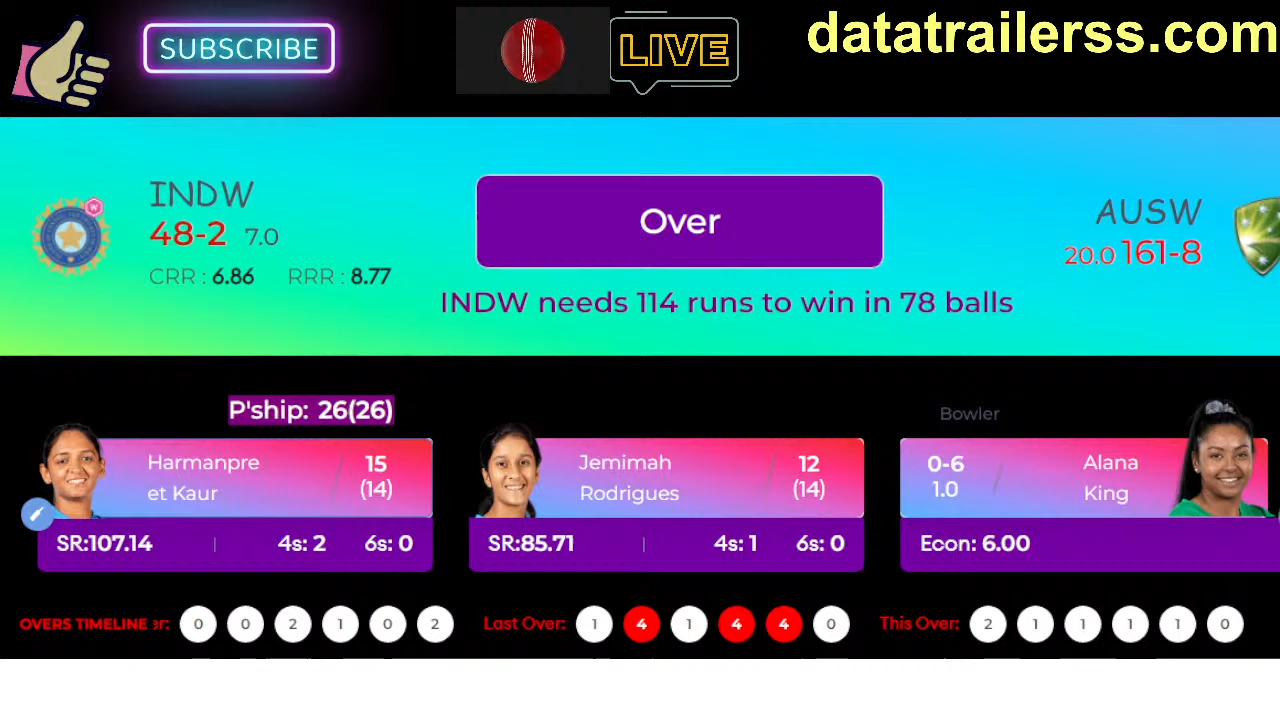 SUBSCRIBE
LIVE
datatrailerss.com
INDW
48-2 7.0
CRR : 6.86 RRR : 8.77
Over
AUSW
20.0 161-8
INDW needs 114 runs to win in 78 balls
P'ship: 26(26)
Harmanpre
et Kaur
15
(14)
SR:107.14 | 4s: 2 6s: 0
Jemimah
Rodrigues
12
(14)
SR:85.71 | 4s: 1 6s: 0
Bowler
0-6
1.0
/
Alana
King
Econ: 6.00
OVERS TIMELINE er: 0 0 2 1 0 2
Last Over: 1 4 1 4 4 0
This Over: 2 1 1 1 1 0